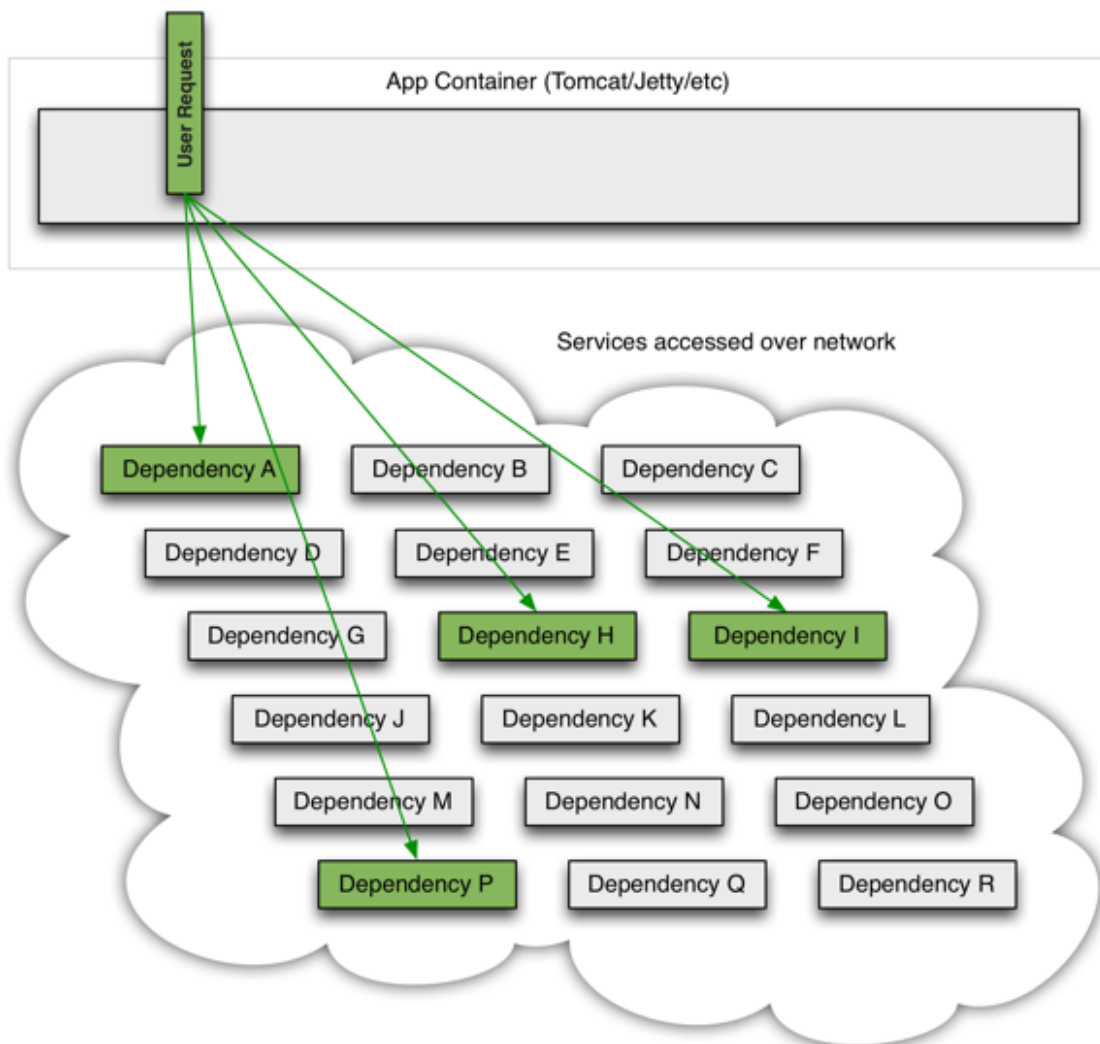 User Request
App Container (Tomcat/Jetty/etc)
Services accessed over network
Dependency A
Dependency B
Dependency C
Dependency D
Dependency E
Dependency F
Dependency G
Dependency H
Dependency I
Dependency J
Dependency K
Dependency L
Dependency M
Dependency N
Dependency O
Dependency P
Dependency Q
Dependency R